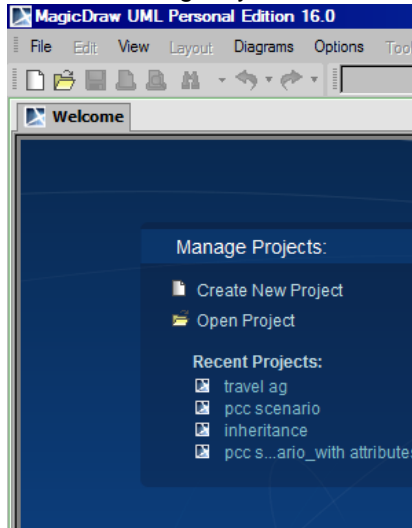 MagicDraw UML Personal Edition 16.0
File Edit View Layout Diagrams Options Too
Welcome
Manage Projects:
Create New Project
Open Project
Recent Projects:
travel ag
pcc scenario
inheritance
pcc s...ario_with attributes